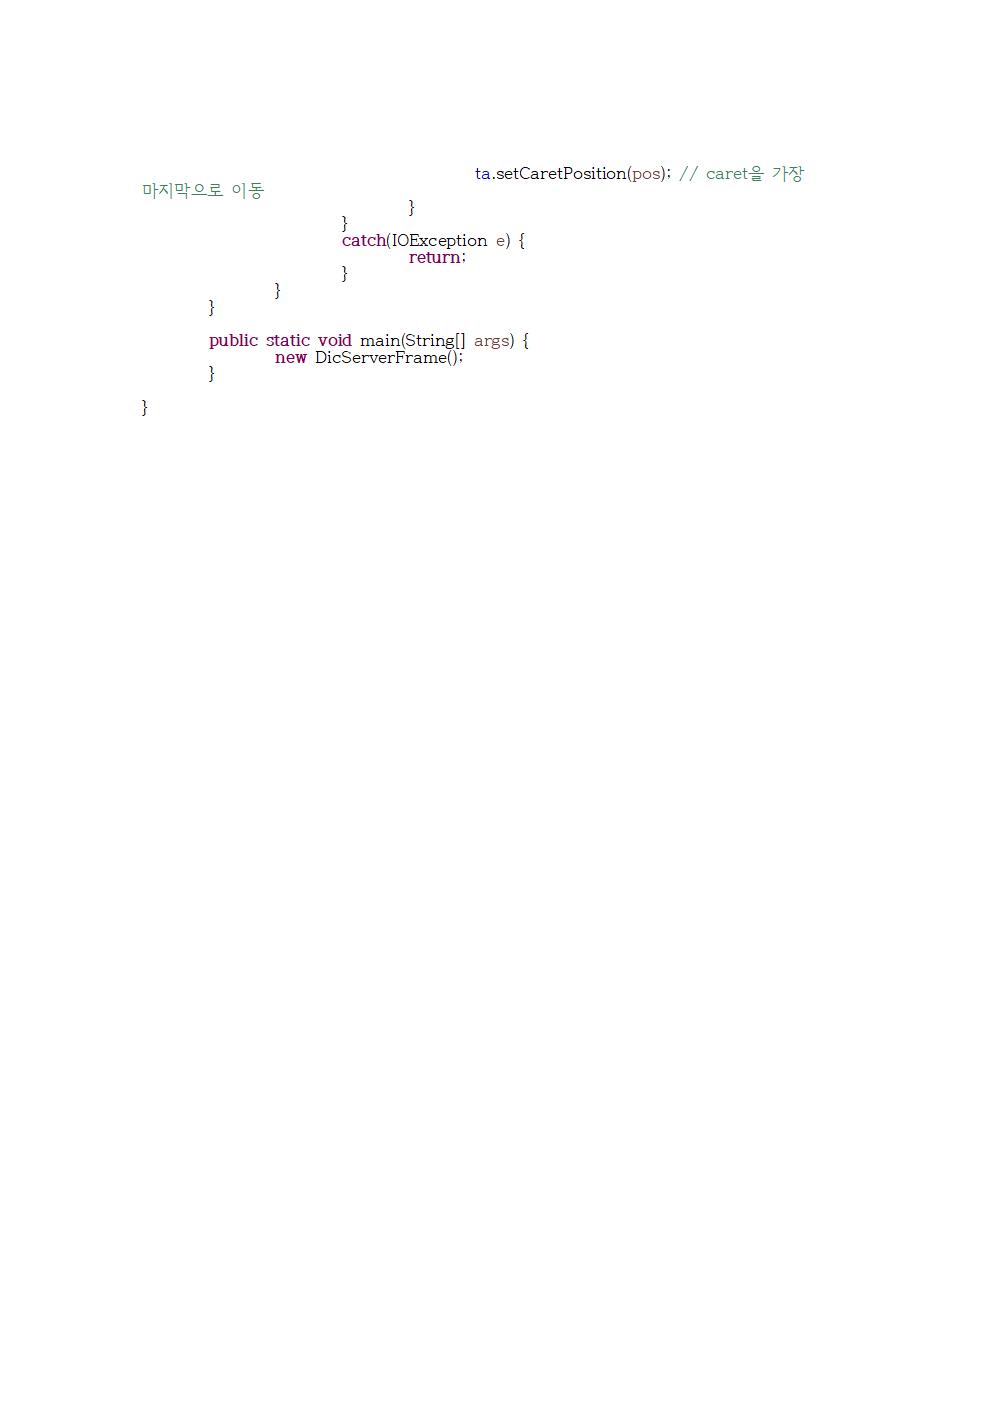 ta.setCaretPosition(pos); // caret을 가장
마지막으로 이동
}
}
catch(IOException e) {
return;
}
}
}
public static void main(String[] args) {
new DicServerFrame();
}
}